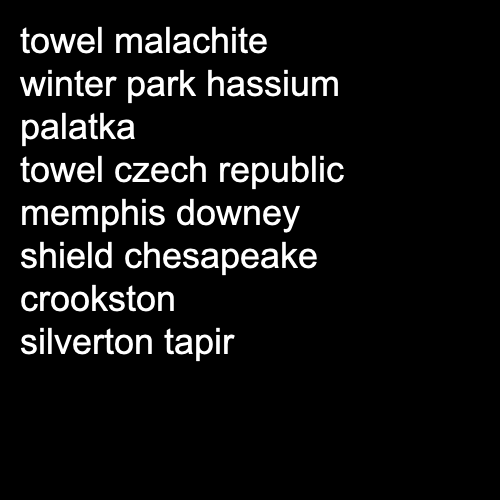 towel malachite
winter park hassium
palatka
towel czech republic
memphis downey
shield chesapeake
crookston
silverton tapir